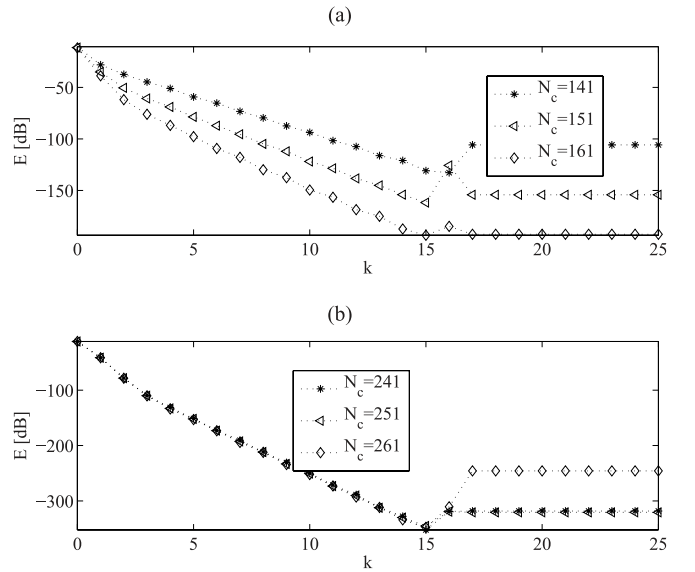 (a)
E [dB]
−50
−100
−150
N_c=141
N_c=151
N_c=161
0 5 10 15 20 25
k
(b)
E [dB]
−100
−200
−300
N_c=241
N_c=251
N_c=261
0 5 10 15 20 25
k